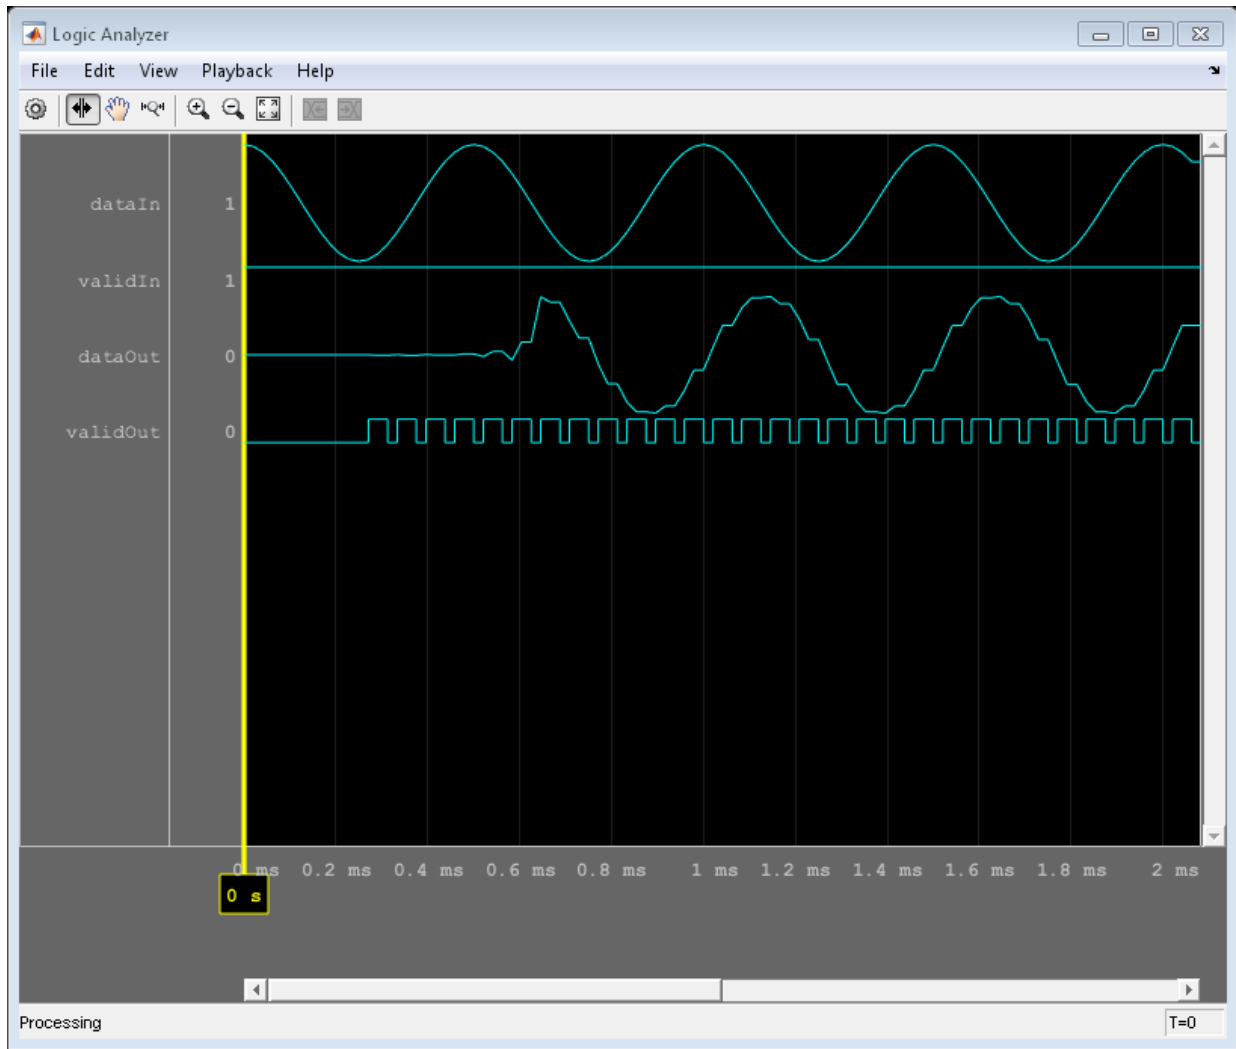 Logic Analyzer
File Edit View Playback Help
dataIn 1
validIn 1
dataOut 0
validOut 0
0 ms 0.2 ms 0.4 ms 0.6 ms 0.8 ms 1 ms 1.2 ms 1.4 ms 1.6 ms 1.8 ms 2 ms
0 s
Processing T=0